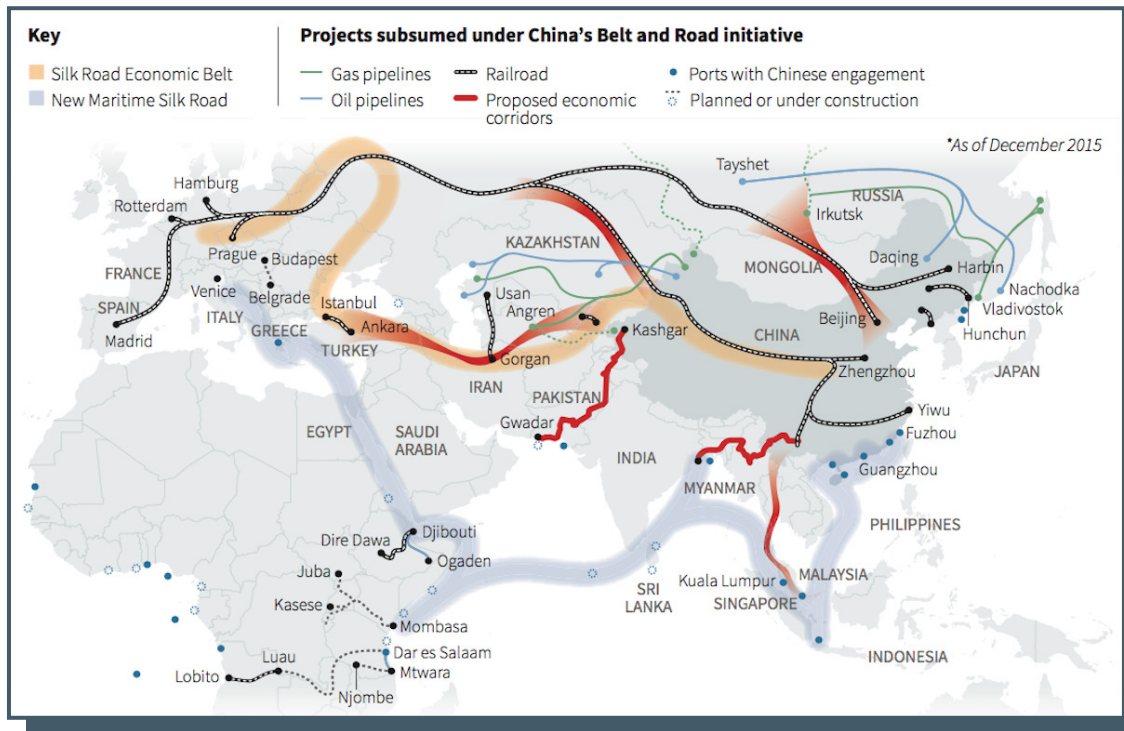 Key
Silk Road Economic Belt
New Maritime Silk Road
Projects subsumed under China's Belt and Road initiative
Gas pipelines
Oil pipelines
Railroad
Proposed economic
corridors
Ports with Chinese engagement
Planned or under construction
*As of December 2015
Tayshet
Hamburg
RUSSIA
Rotterdam
Irkutsk
KAZAKHSTAN
Prague
Budapest
Daqing
FRANCE
MONGOLIA
Harbin
Venice
Belgrade
Usan
Nachodka
SPAIN
ITALY
Istanbul
Angren
Vladivostok
GREECE
Ankara
Beijing
Kashgar
CHINA
Hunchun
Madrid
TURKEY
Gorgan
Zhengzhou
JAPAN
IRAN
PAKISTAN
Yiwu
Gwadar
EGYPT
SAUDI
ARABIA
Fuzhou
INDIA
Guangzhou
MYANMAR
PHILIPPINES
Djibouti
Dire Dawa
Ogaden
Juba
MALAYSIA
Kuala Lumpur
SRI
LANKA
SINGAPORE
Kasese
Mombasa
Dar es Salaam
Luau
INDONESIA
Lobito
Mtwara
Njombe